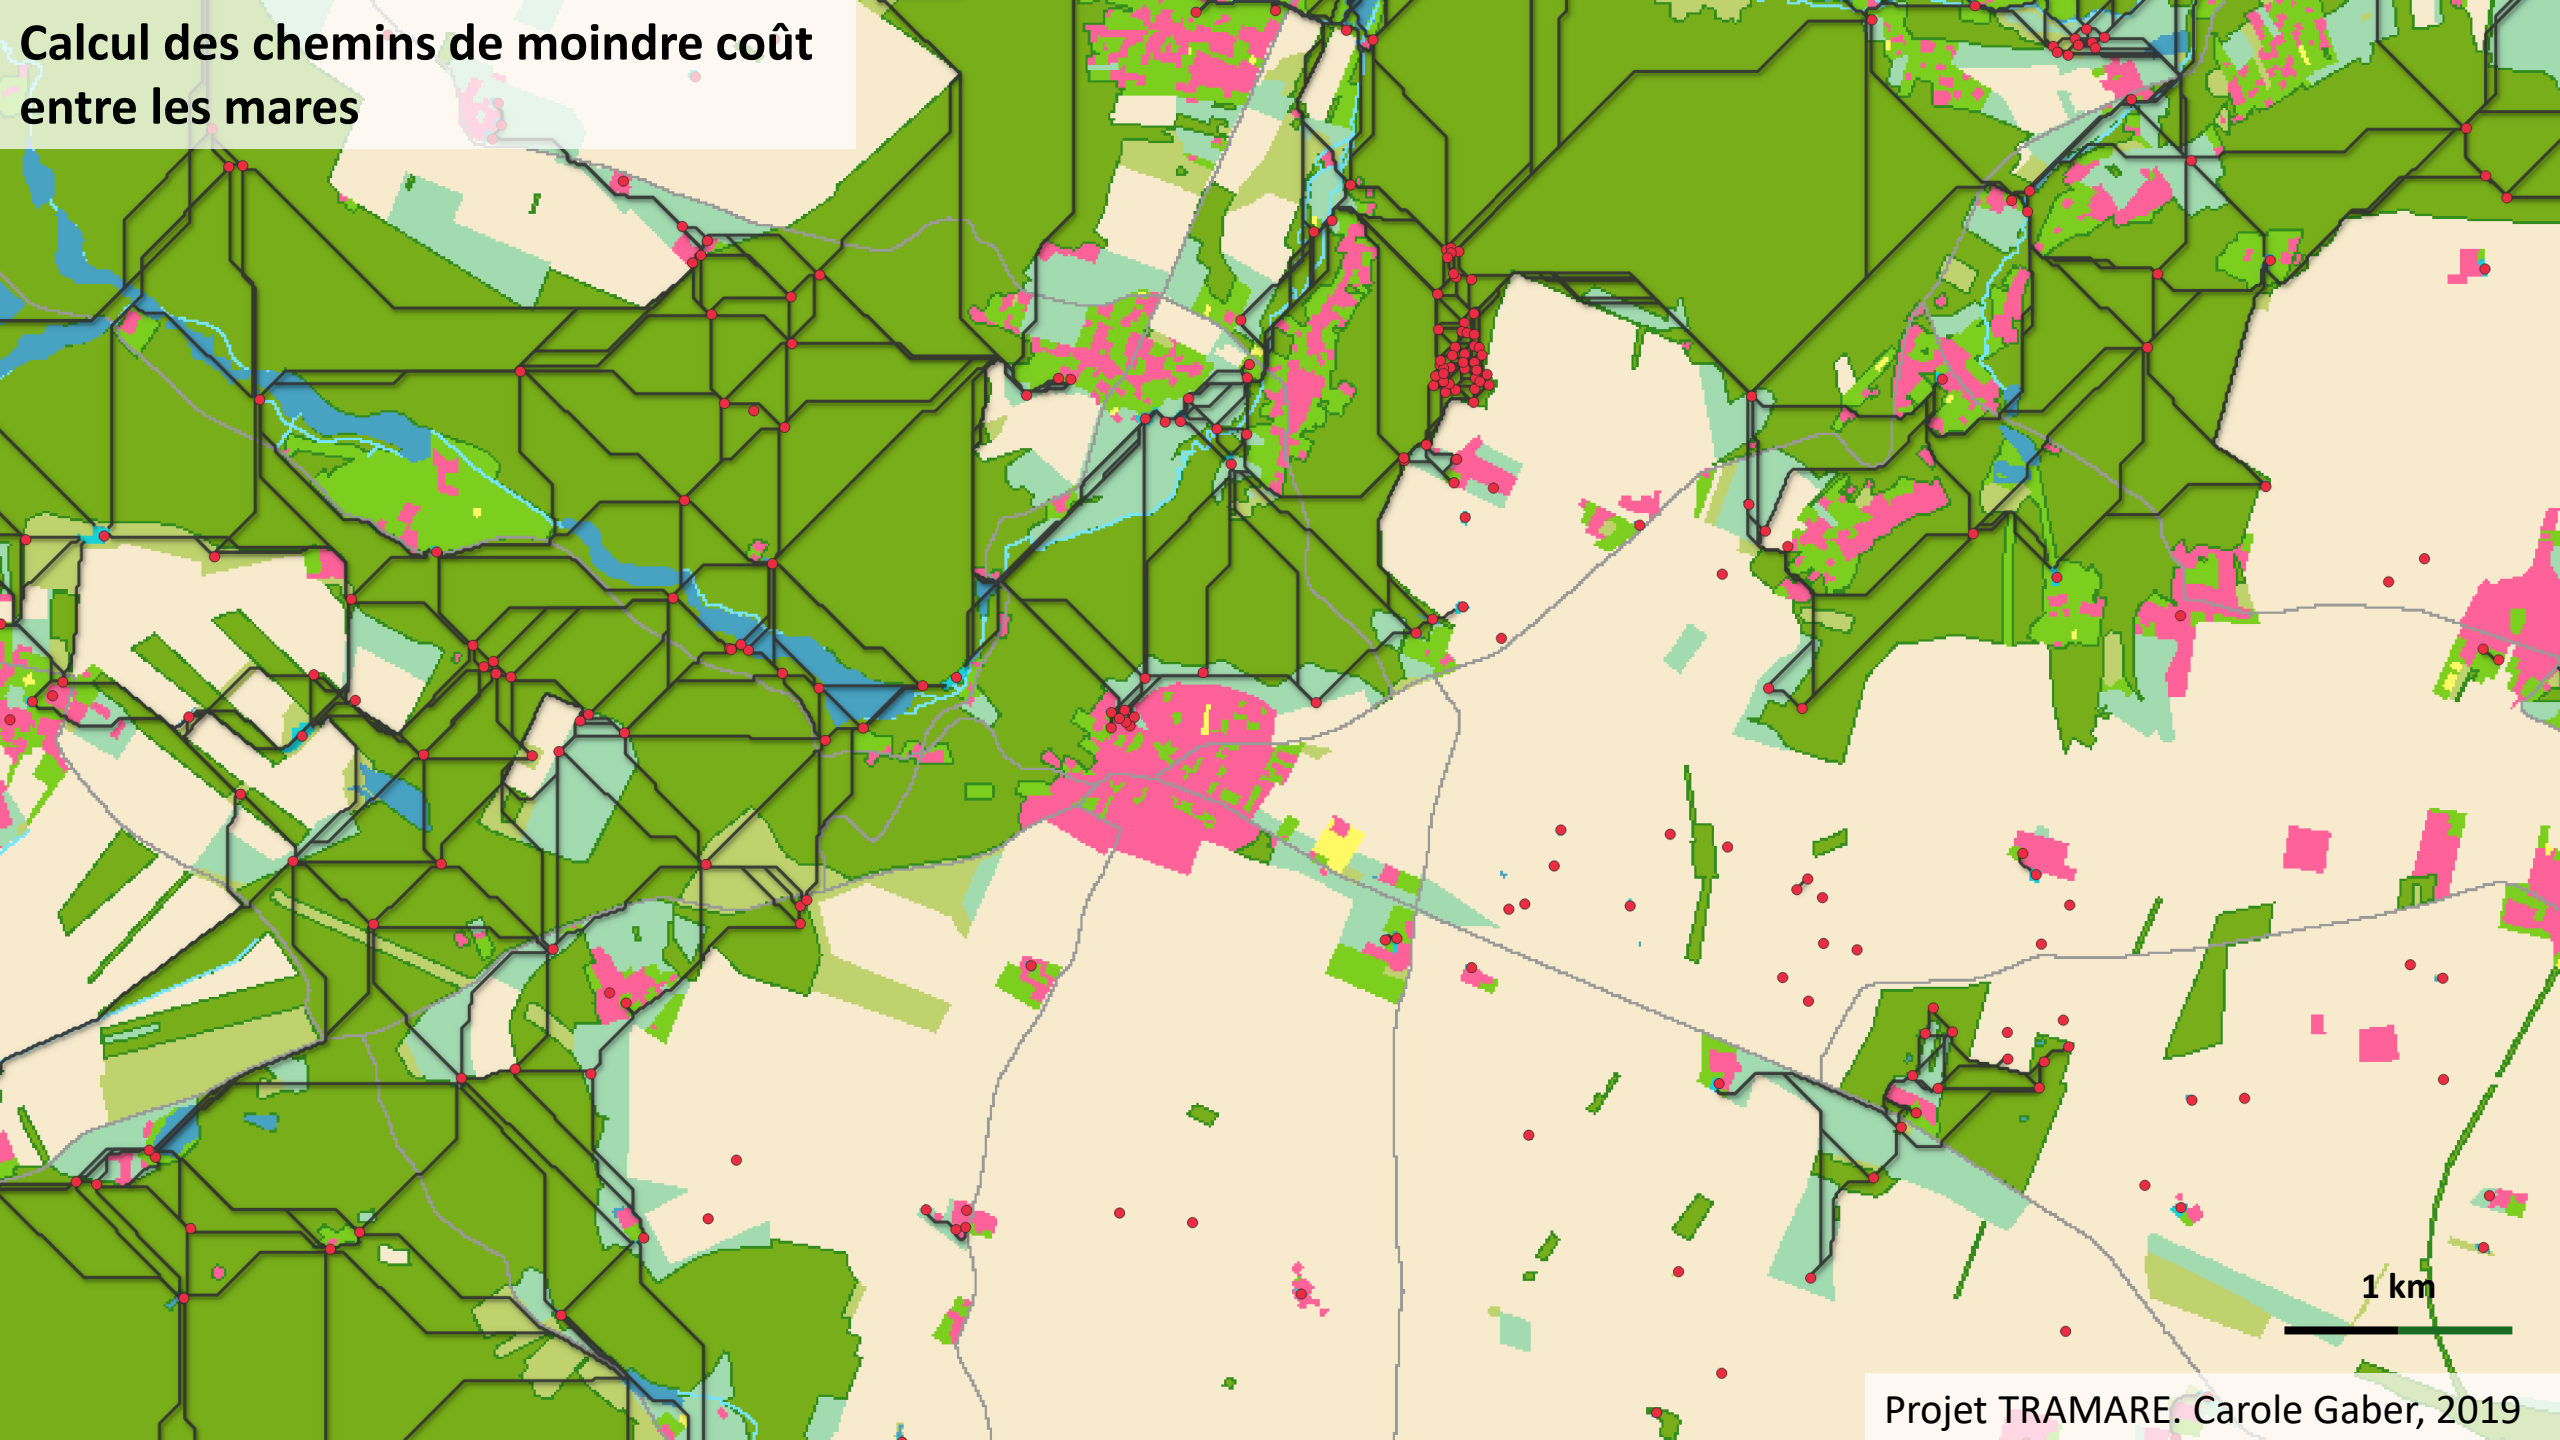 Calcul des chemins de moindre coût
entre les mares
1 km
Projet TRAMARE. Carole Gaber, 2019